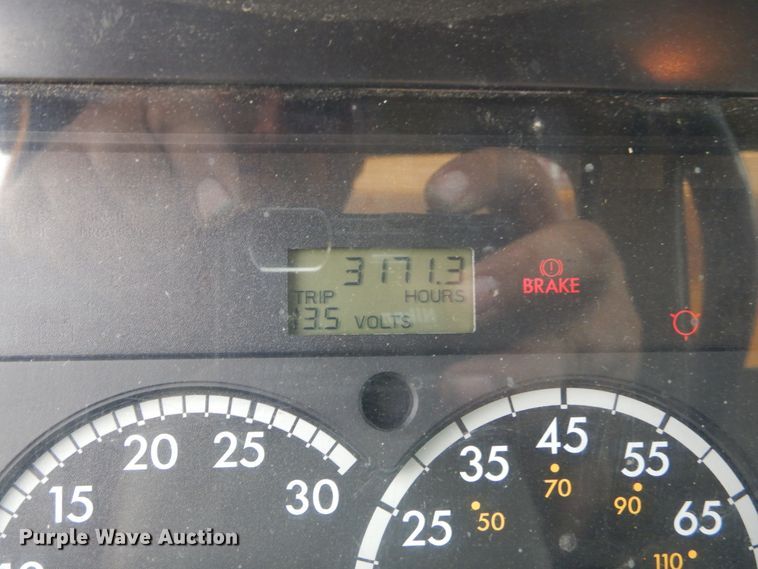 3171.3
TRIP HOURS
13.5 VOLTS
BRAKE
15 20 25 30
25 35 45 55 65
50 70 90 110
Purple Wave Auction